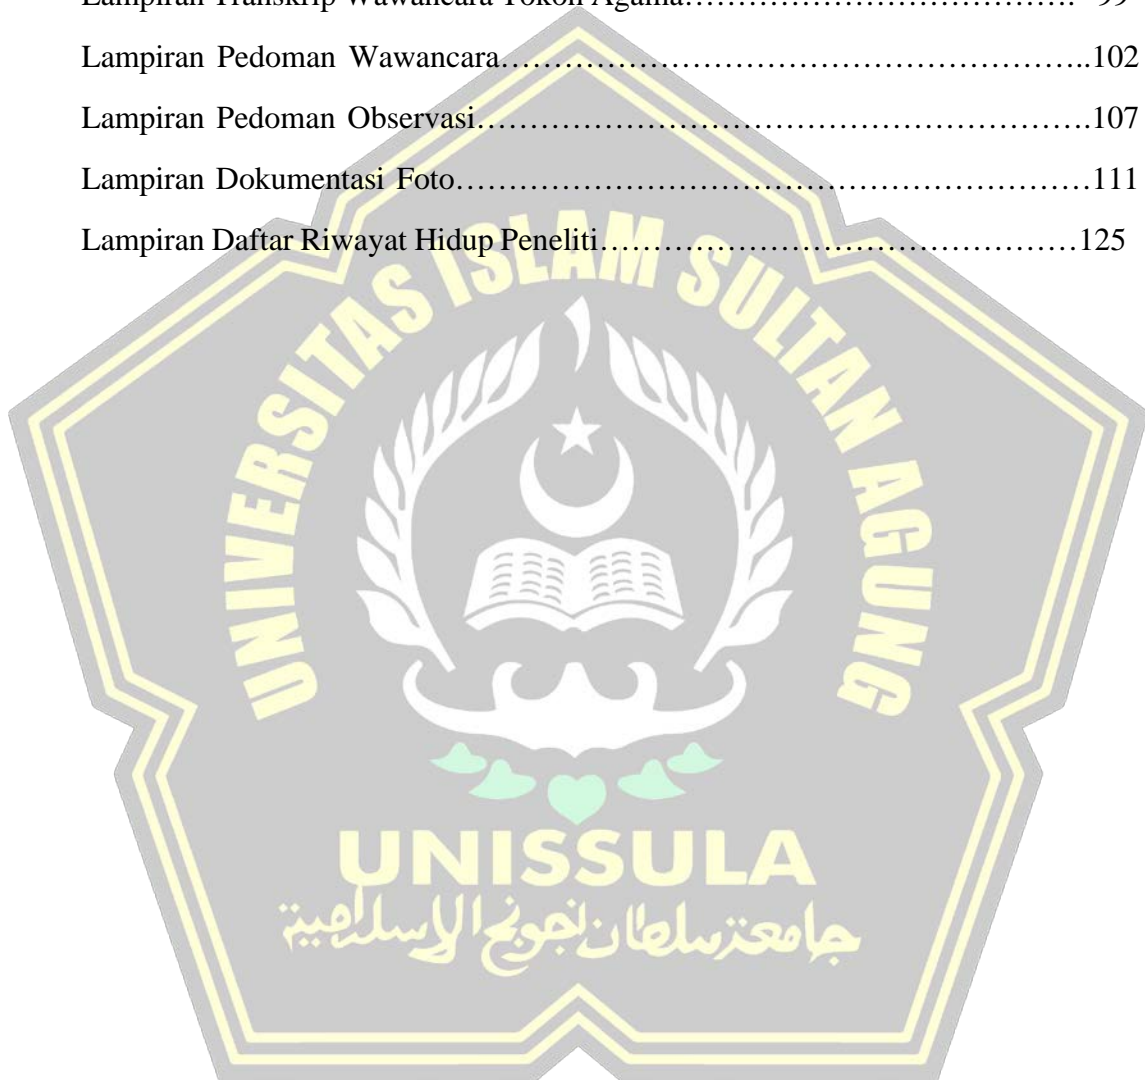 Lampiran Transkrip Wawancara Tokoh Agama…………………………………. 99
Lampiran Pedoman Wawancara…………………………………………………..102
Lampiran Pedoman Observasi………………………………………………….107
Lampiran Dokumentasi Foto……………………………………………………111
Lampiran Daftar Riwayat Hidup Peneliti………………………………………125
UNIVERSITAS ISLAM SULTAN AGUNG
UNISSULA
جامعة سلطان أجونج الإسلامية